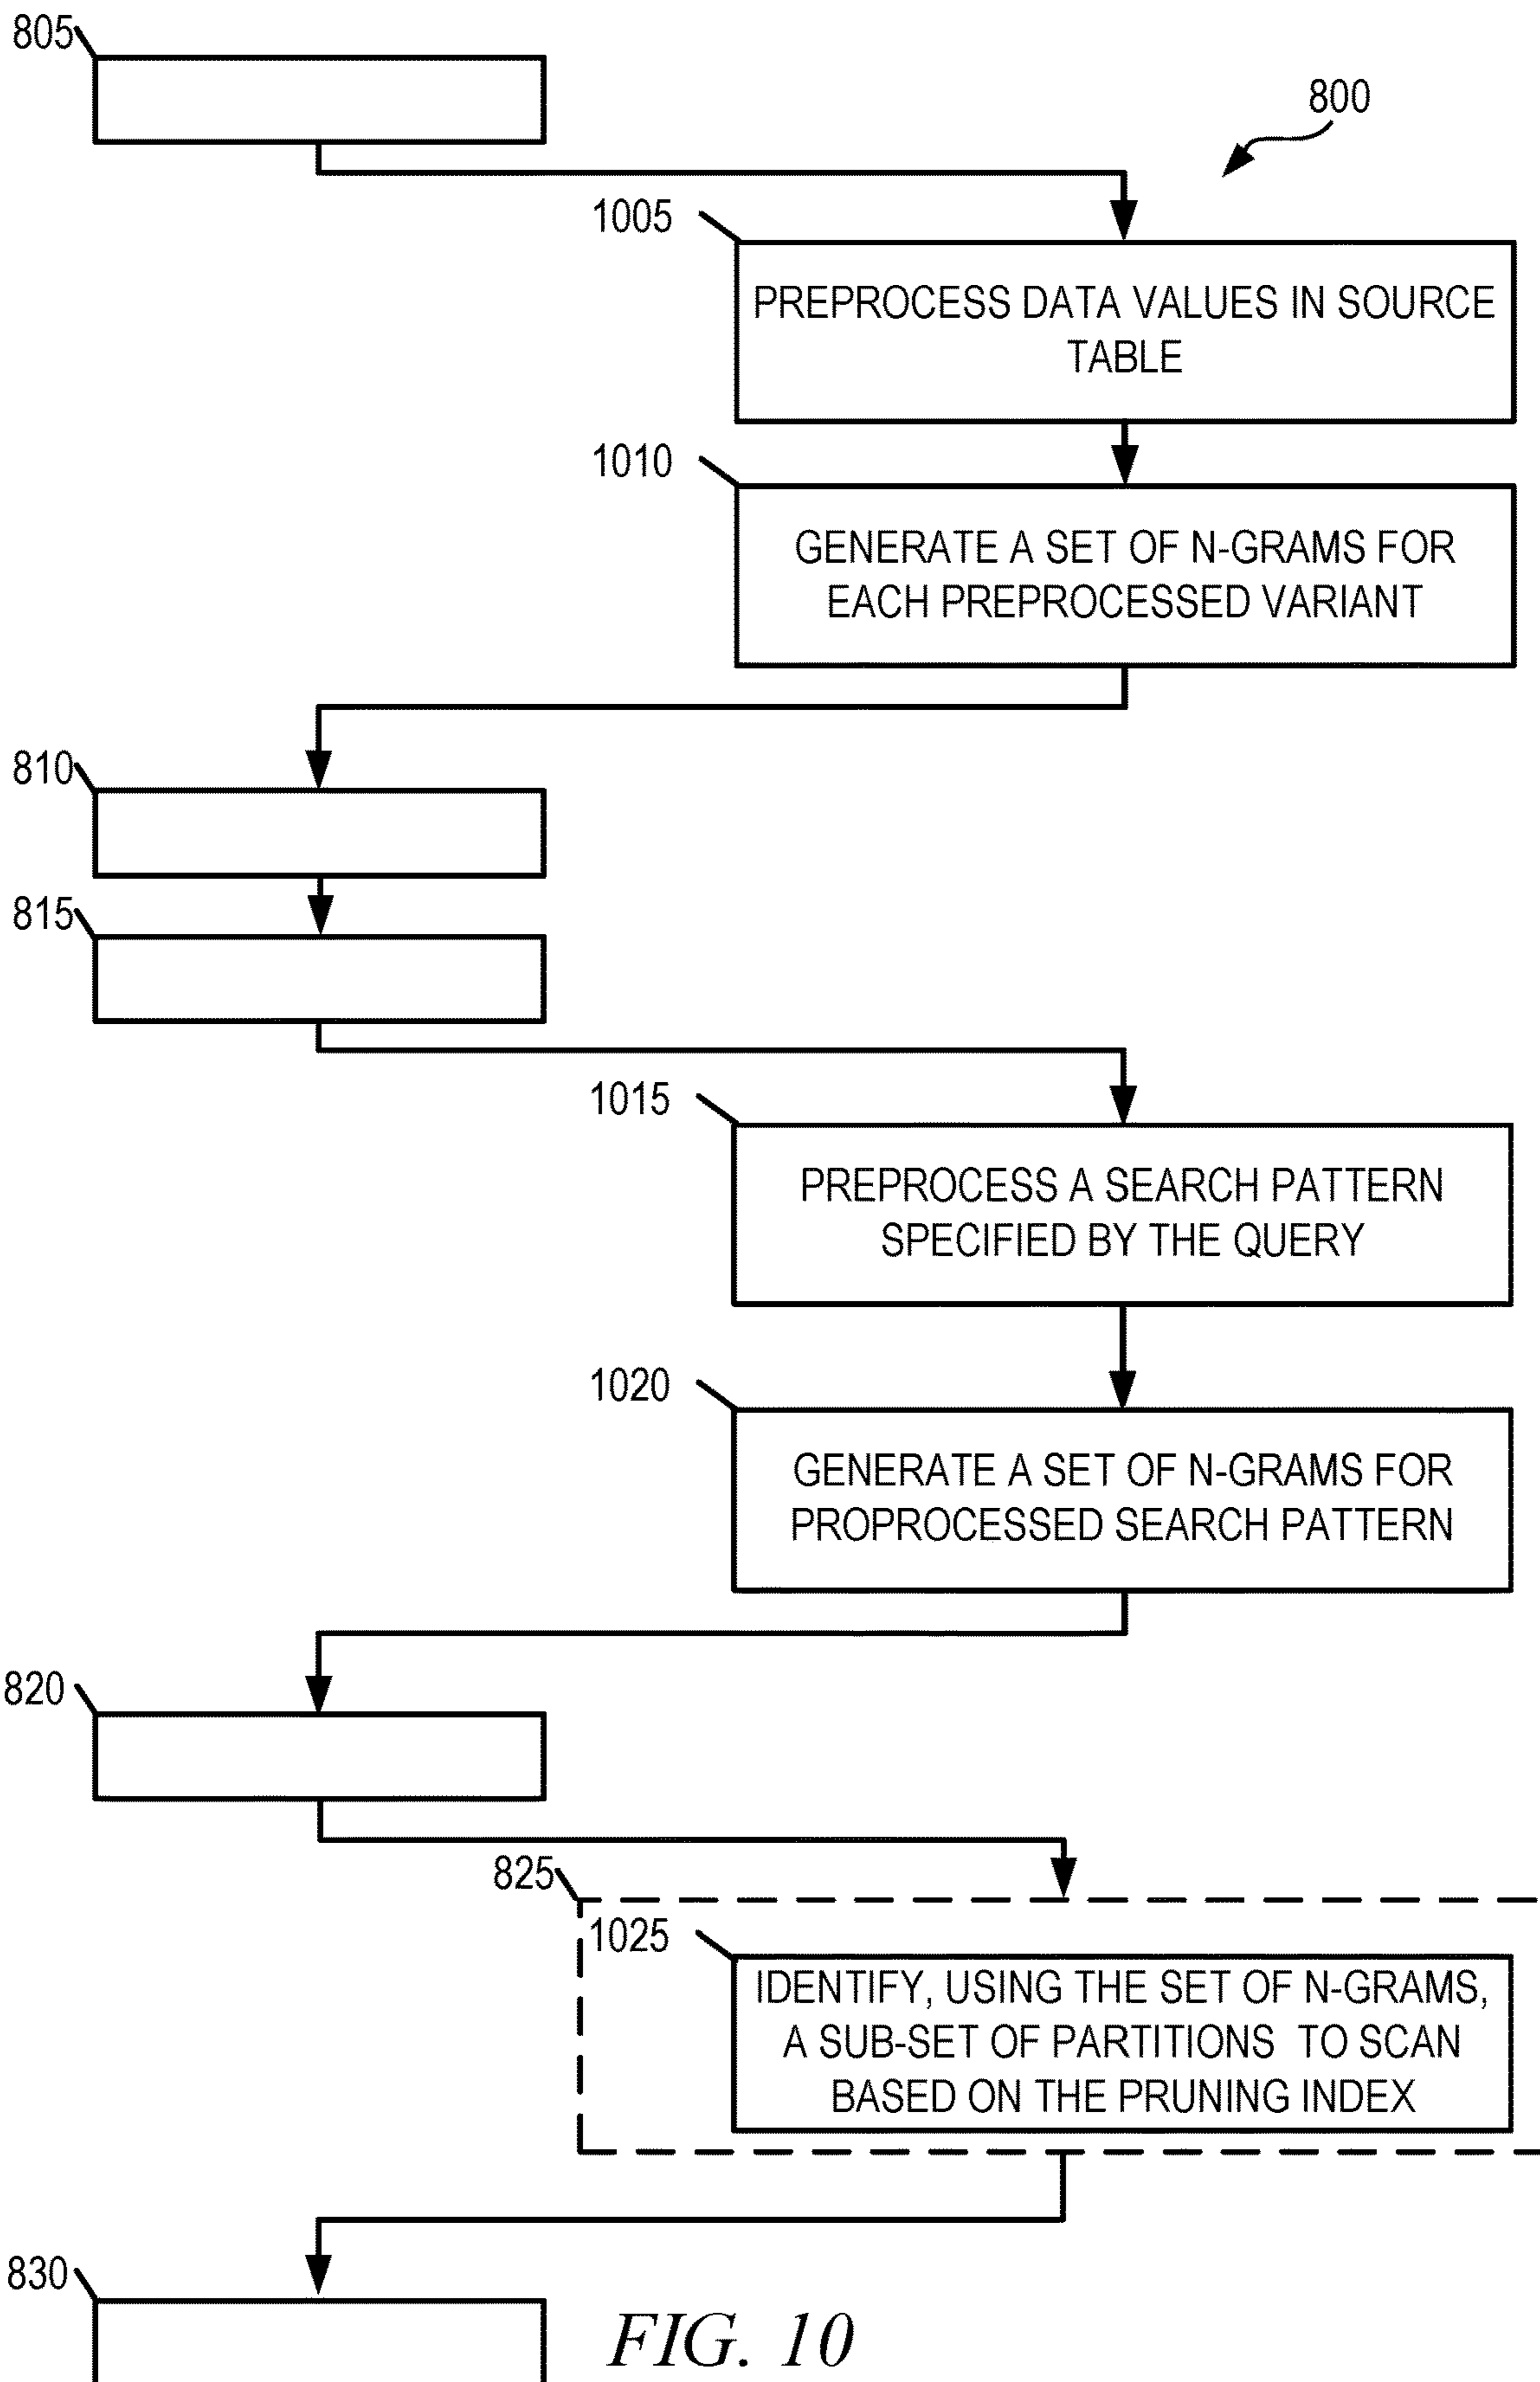 805
800
1005
PREPROCESS DATA VALUES IN SOURCE
TABLE
1010
GENERATE A SET OF N-GRAMS FOR
EACH PREPROCESSED VARIANT
810
815
1015
PREPROCESS A SEARCH PATTERN
SPECIFIED BY THE QUERY
1020
GENERATE A SET OF N-GRAMS FOR
PROPROCESSED SEARCH PATTERN
820
825
1025
IDENTIFY, USING THE SET OF N-GRAMS,
A SUB-SET OF PARTITIONS TO SCAN
BASED ON THE PRUNING INDEX
830
FIG. 10